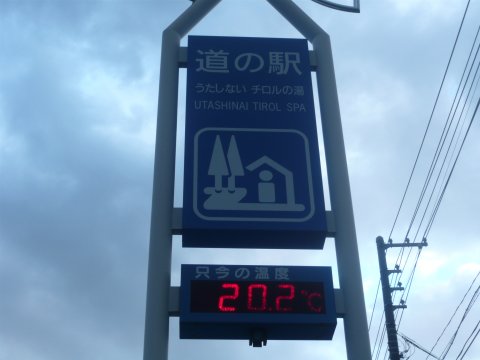 道の駅
うたしない チロルの湯
UTASHINAI TIROL SPA
只今の温度
20.2℃